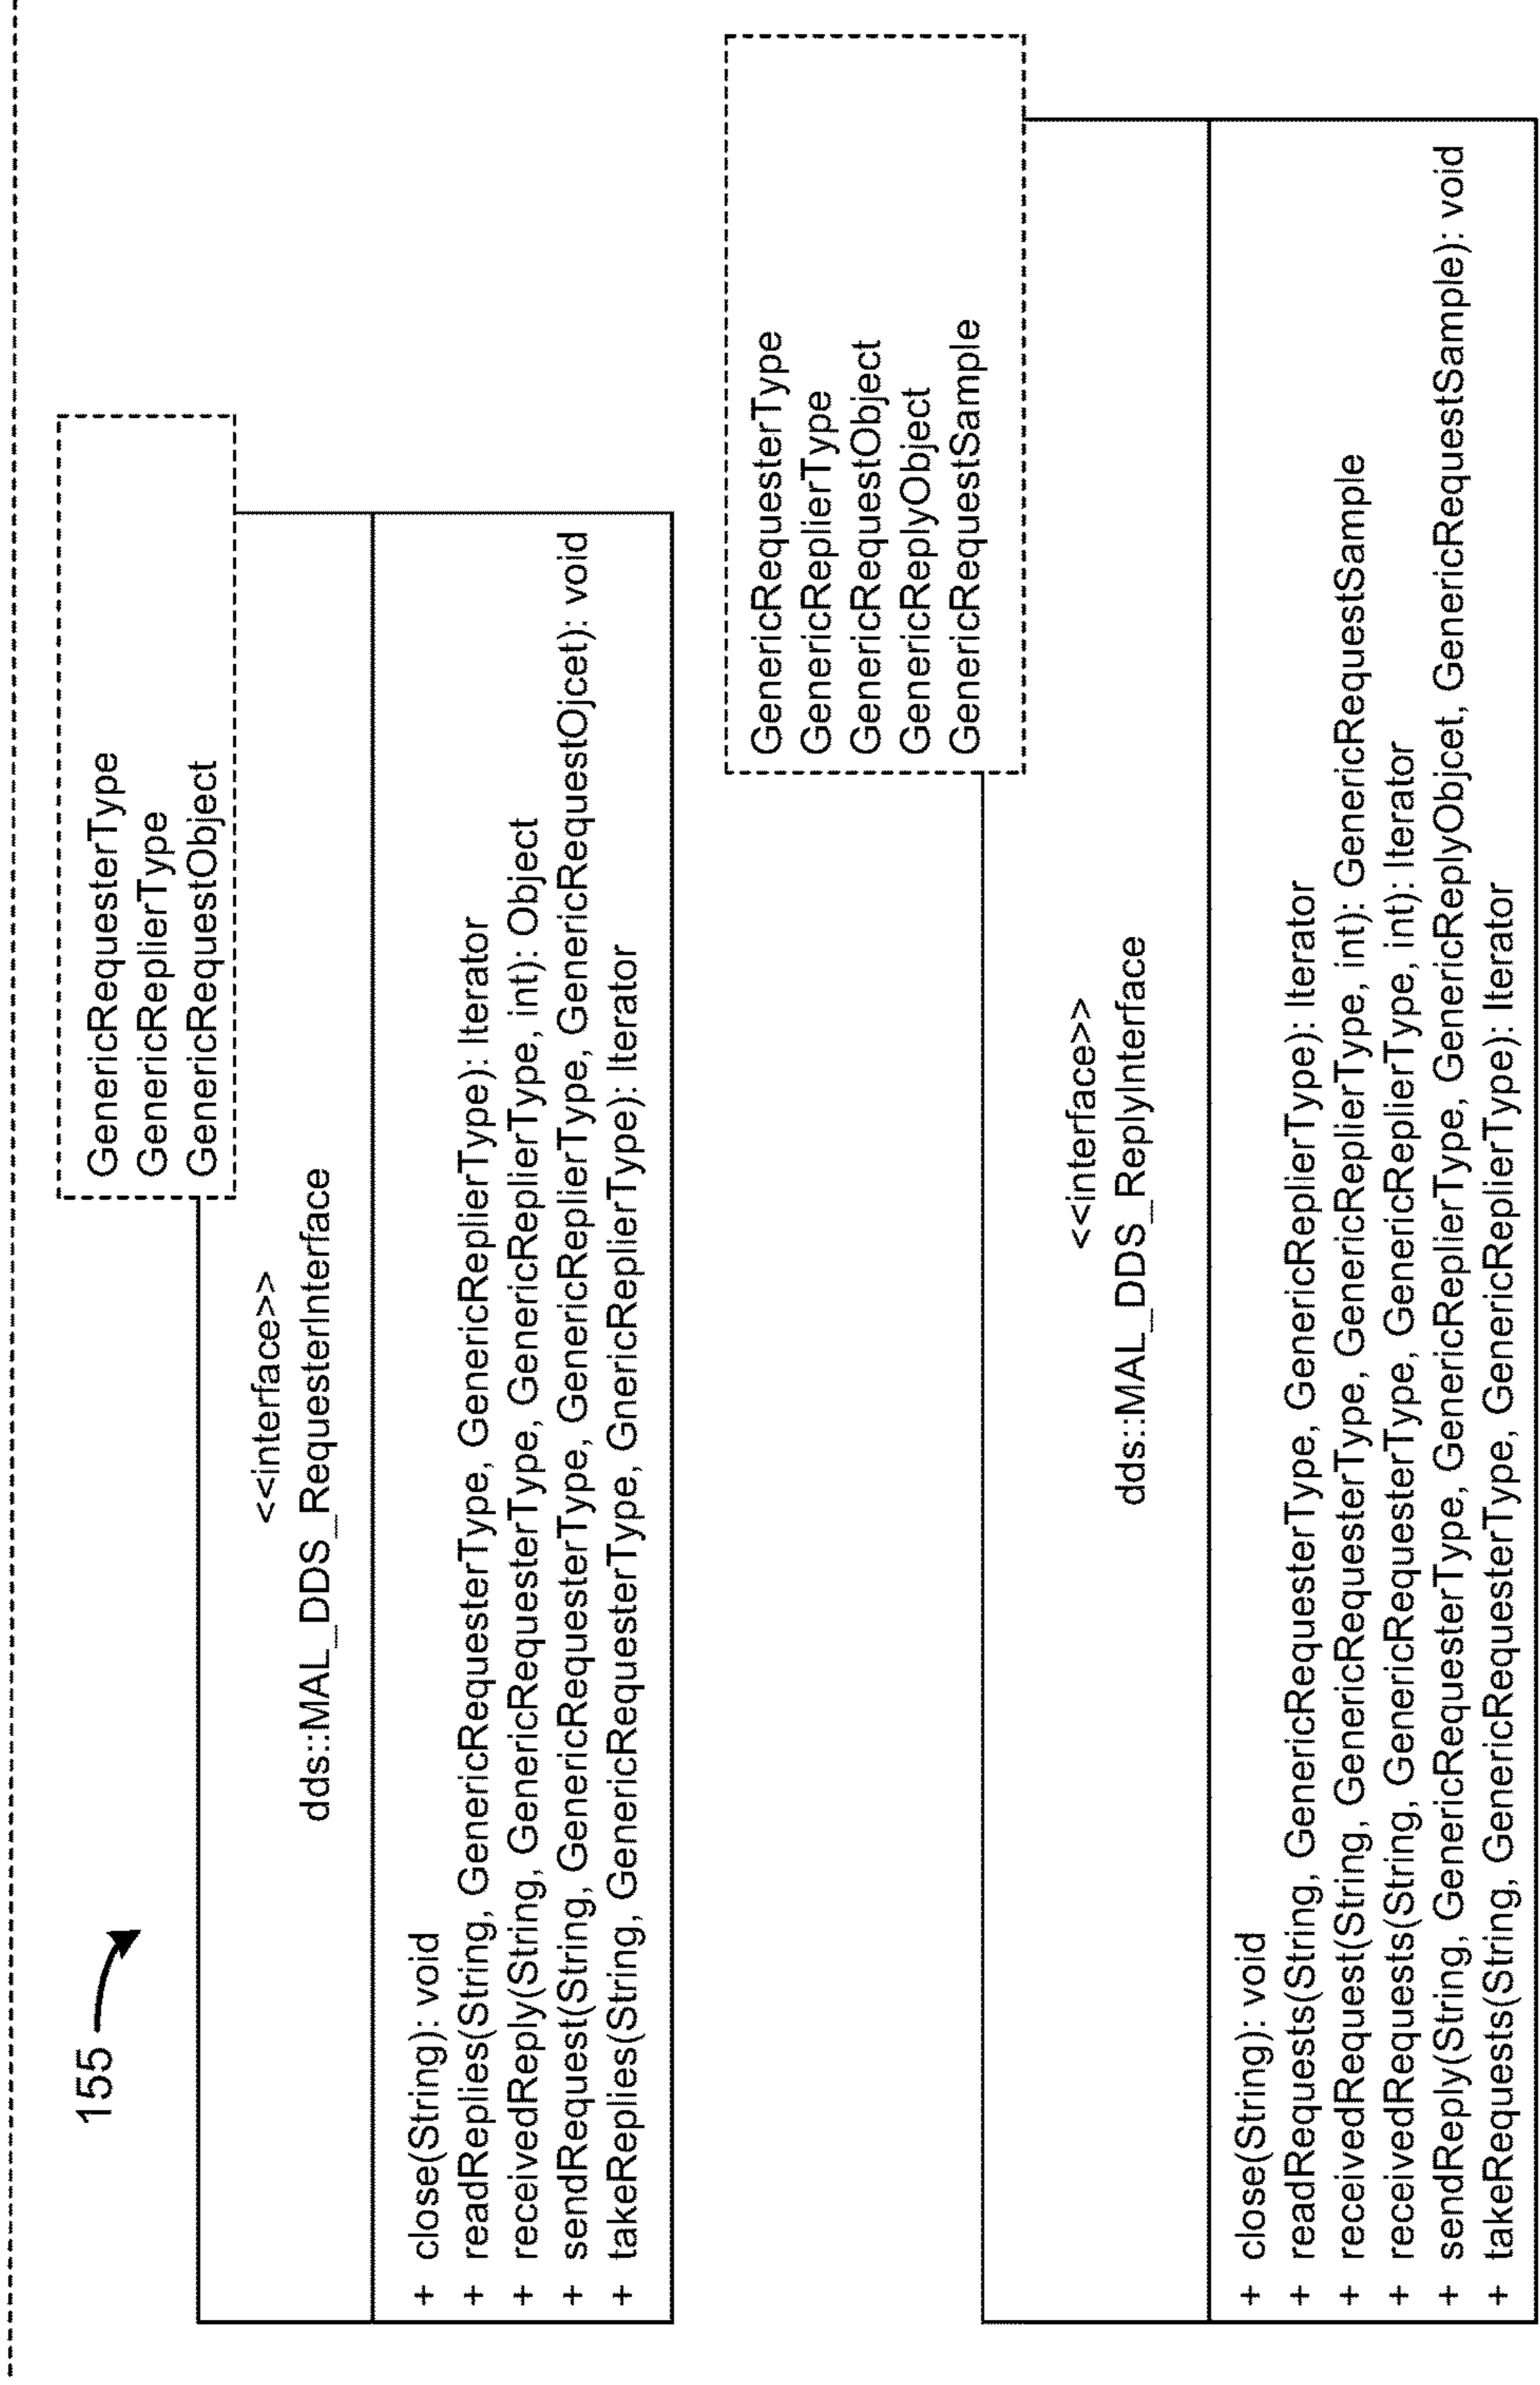 155
GenericRequesterType
GenericReplierType
GenericRequestObject
<<interface>>
dds::MAL_DDS_RequesterInterface
+ close(String): void
+ readReplies(String, GenericRequesterType, GenericReplierType): Iterator
+ receivedReply(String, GenericRequesterType, GenericReplierType, int): Object
+ sendRequest(String, GenericRequesterType, GenericReplierType, GenericRequestOjcet): void
+ takeReplies(String, GenericRequesterType, GnericReplierType): Iterator
GenericRequesterType
GenericReplierType
GenericRequestObject
GenericReplyObject
GenericRequestSample
<<interface>>
dds::MAL_DDS_ReplyInterface
+ close(String): void
+ readRequests(String, GenericRequesterType, GenericReplierType): Iterator
+ receivedRequest(String, GenericRequesterType, GenericReplierType, int): GenericRequestSample
+ receivedRequests(String, GenericRequesterType, GenericReplierType, int): Iterator
+ sendReply(String, GenericRequesterType, GenericReplierType, GenericReplyObjcet, GenericRequestSample): void
+ takeRequests(String, GenericRequesterType, GenericReplierType): Iterator